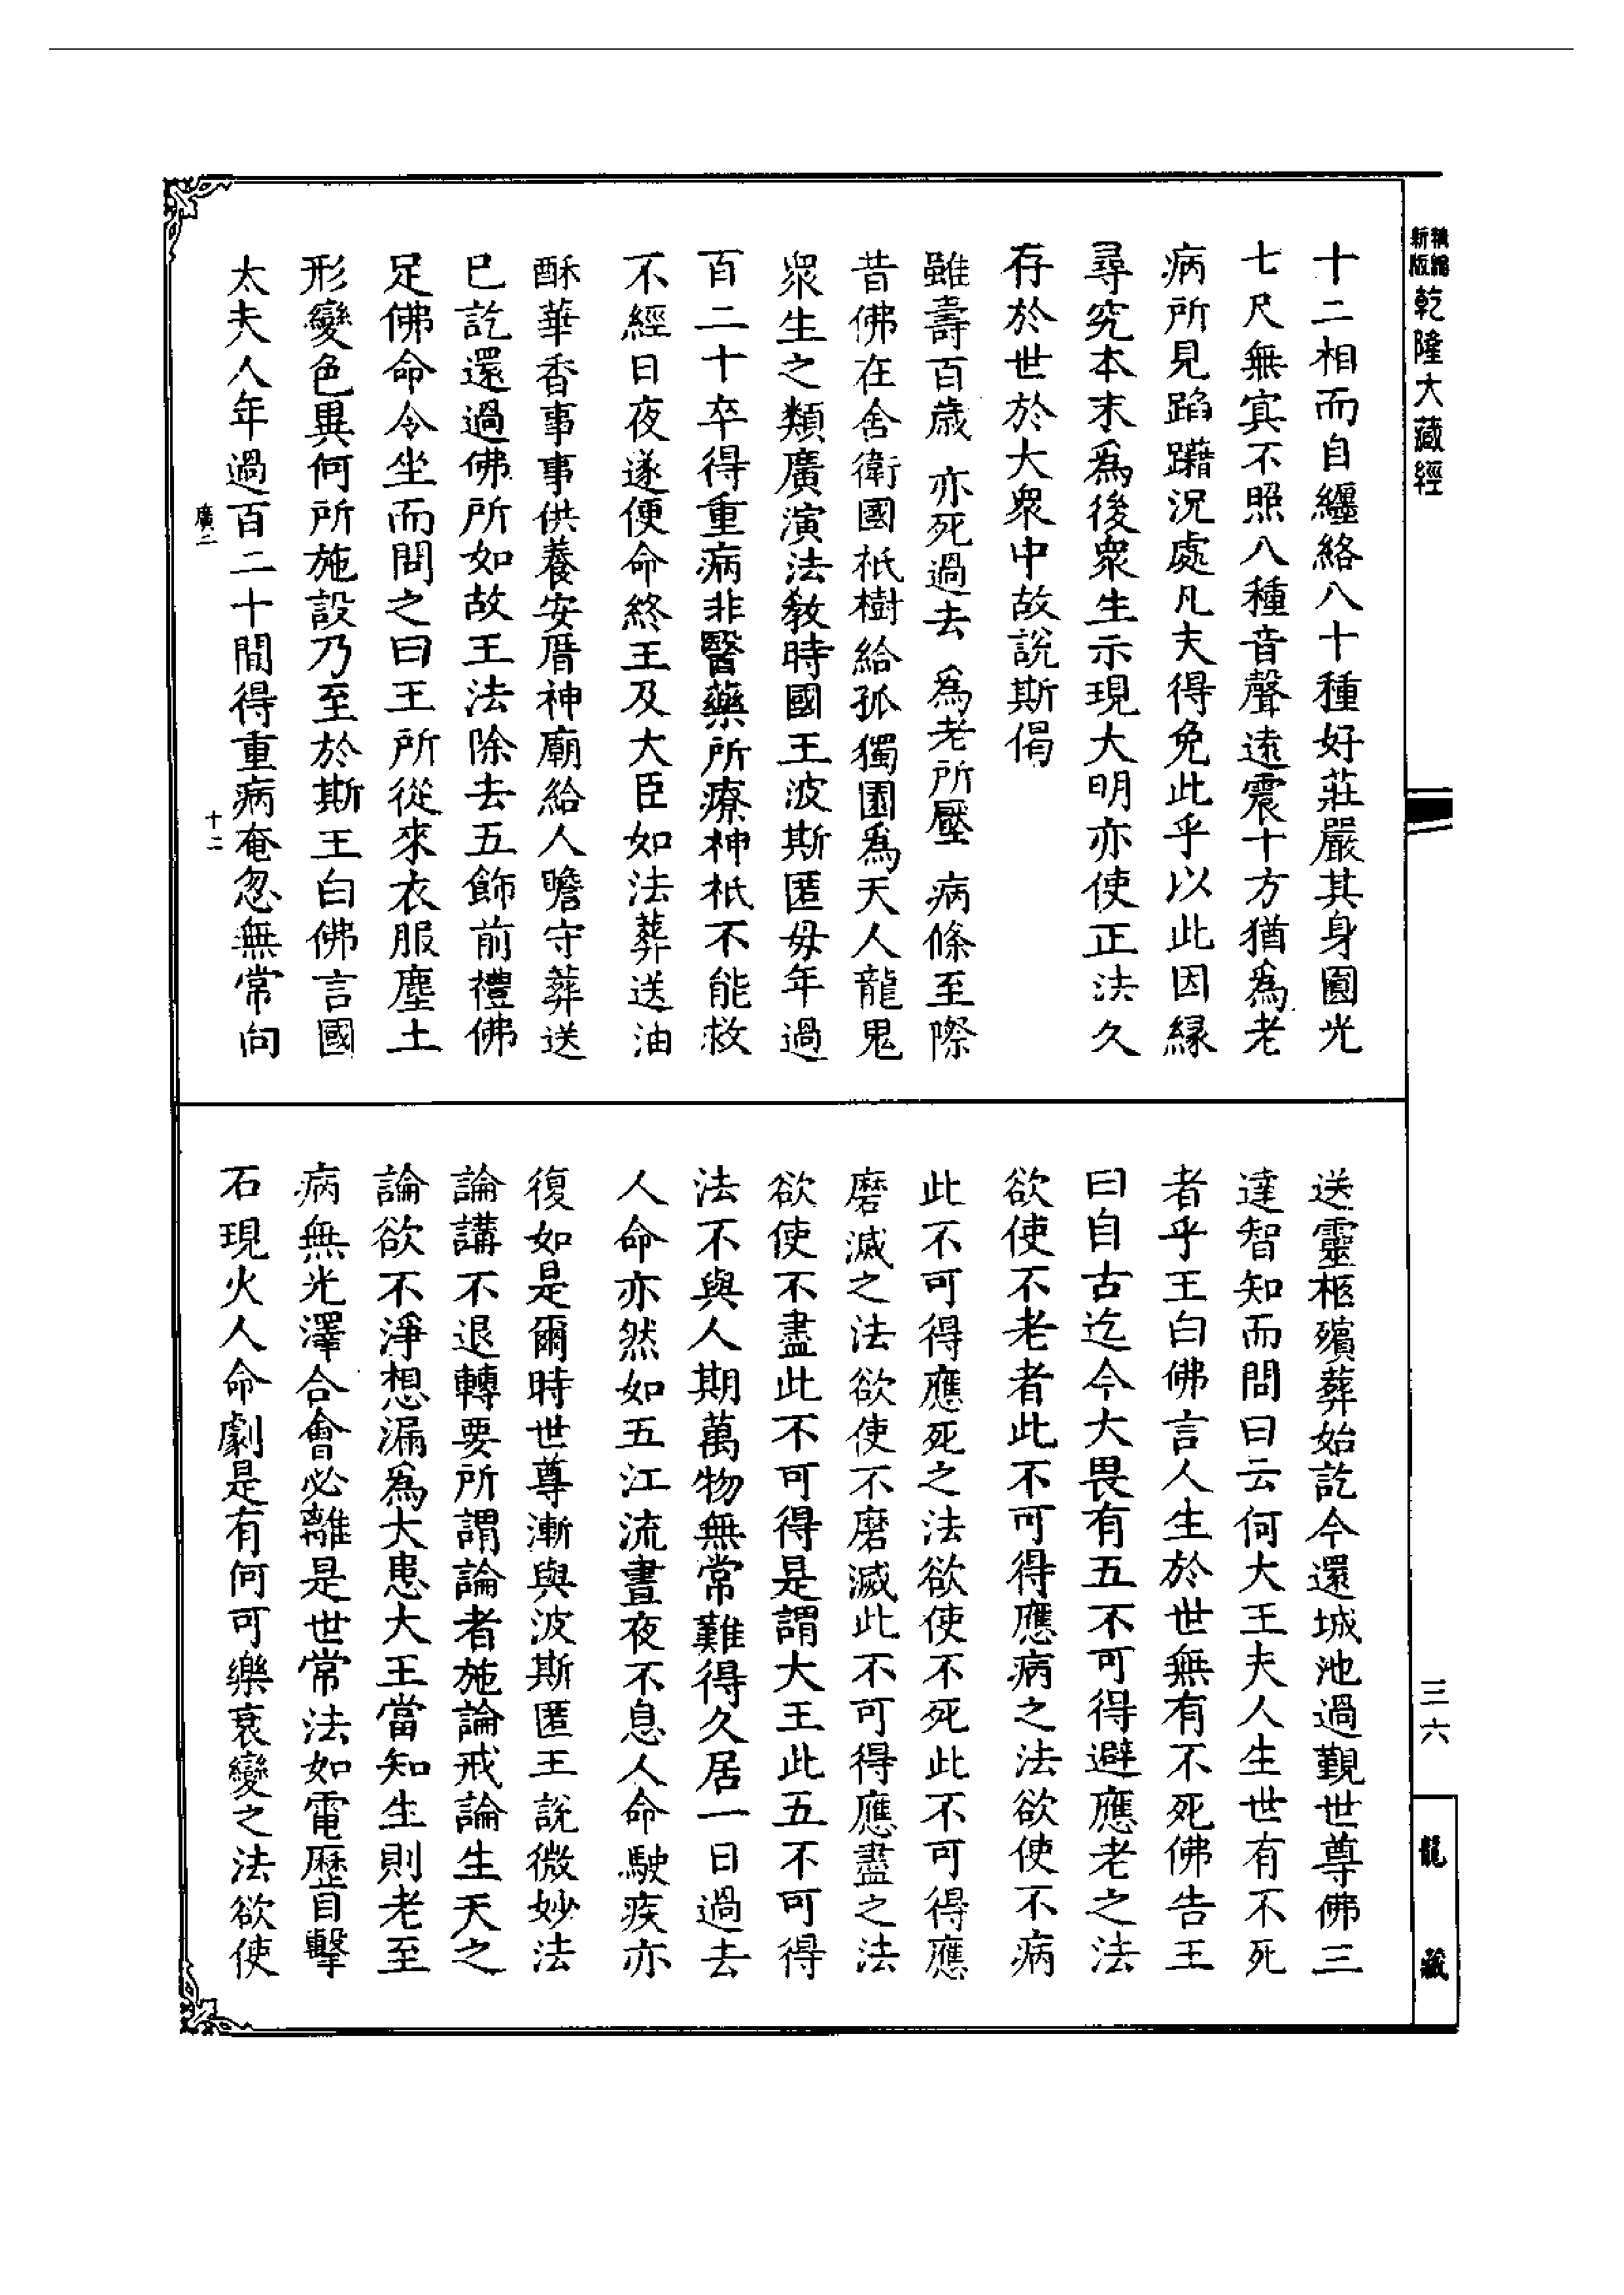 新編
新版
乾隆大藏經
十二相而自纏絡八十種好莊嚴其身圓光
七尺無冥不照八種音聲遠震十方猶為老
病所見蹈躤況處凡夫得免此乎以此因緣
尋究本末為後衆生示現大明亦使正法久
存於世於大衆中故說斯偈
雖壽百歲 亦死過去 為老所壓 病條至際
昔佛在舍衛國祇樹給孤獨園為天人龍鬼
衆生之類廣演法教時國王波斯匿母年過
百二十卒得重病非醫藥所療神祇不能救
不經日夜遂便命終王及大臣如法葬送油
酥華香事事供養安厝神廟給人瞻守葬送
已訖還過佛所如故王法除去五飾前禮佛
足佛命令坐而問之曰王所從來衣服塵土
形變色異何所施設乃至於斯王白佛言國
太夫人年過百二十間得重病奄忽無常向
廣二
十二
送靈柩殯葬始訖今還城池過覲世尊佛三
達智知而問曰云何大王夫人生世有不死
者乎王白佛言人生於世無有不死佛告王
曰自古迄今大畏有五不可得避應老之法
欲使不老者此不可得應病之法欲使不病
此不可得應死之法欲使不死此不可得應
磨滅之法欲使不磨滅此不可得應盡之法
欲使不盡此不可得是謂大王此五不可得
法不與人期萬物無常難得久居一日過去
人命亦然如五江流晝夜不息人命駛疾亦
復如是爾時世尊漸與波斯匿王說微妙法
論講不退轉要所謂論者施論戒論生天之
論欲不淨想漏為大患大王當知生則老至
病無光澤合會必離是世常法如電歷目擊
石現火人命劇是有何可樂衰變之法欲使
三六
龍藏